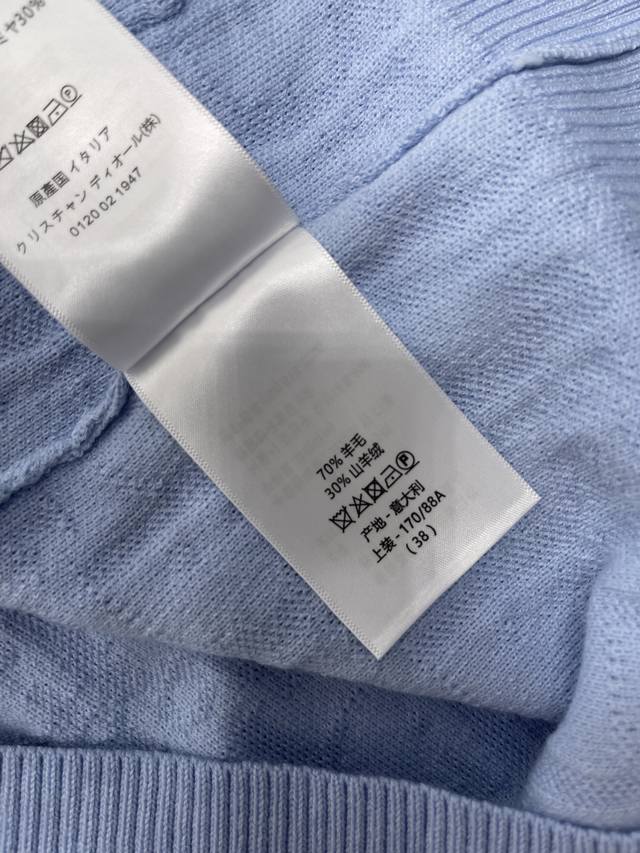 ヤ30%
原産国 イタリア
クリスチャン ディオール(株)
0120 02 1947
70% 羊毛
30% 山羊绒
产地 - 意大利
上装 - 170/88A
( 38 )